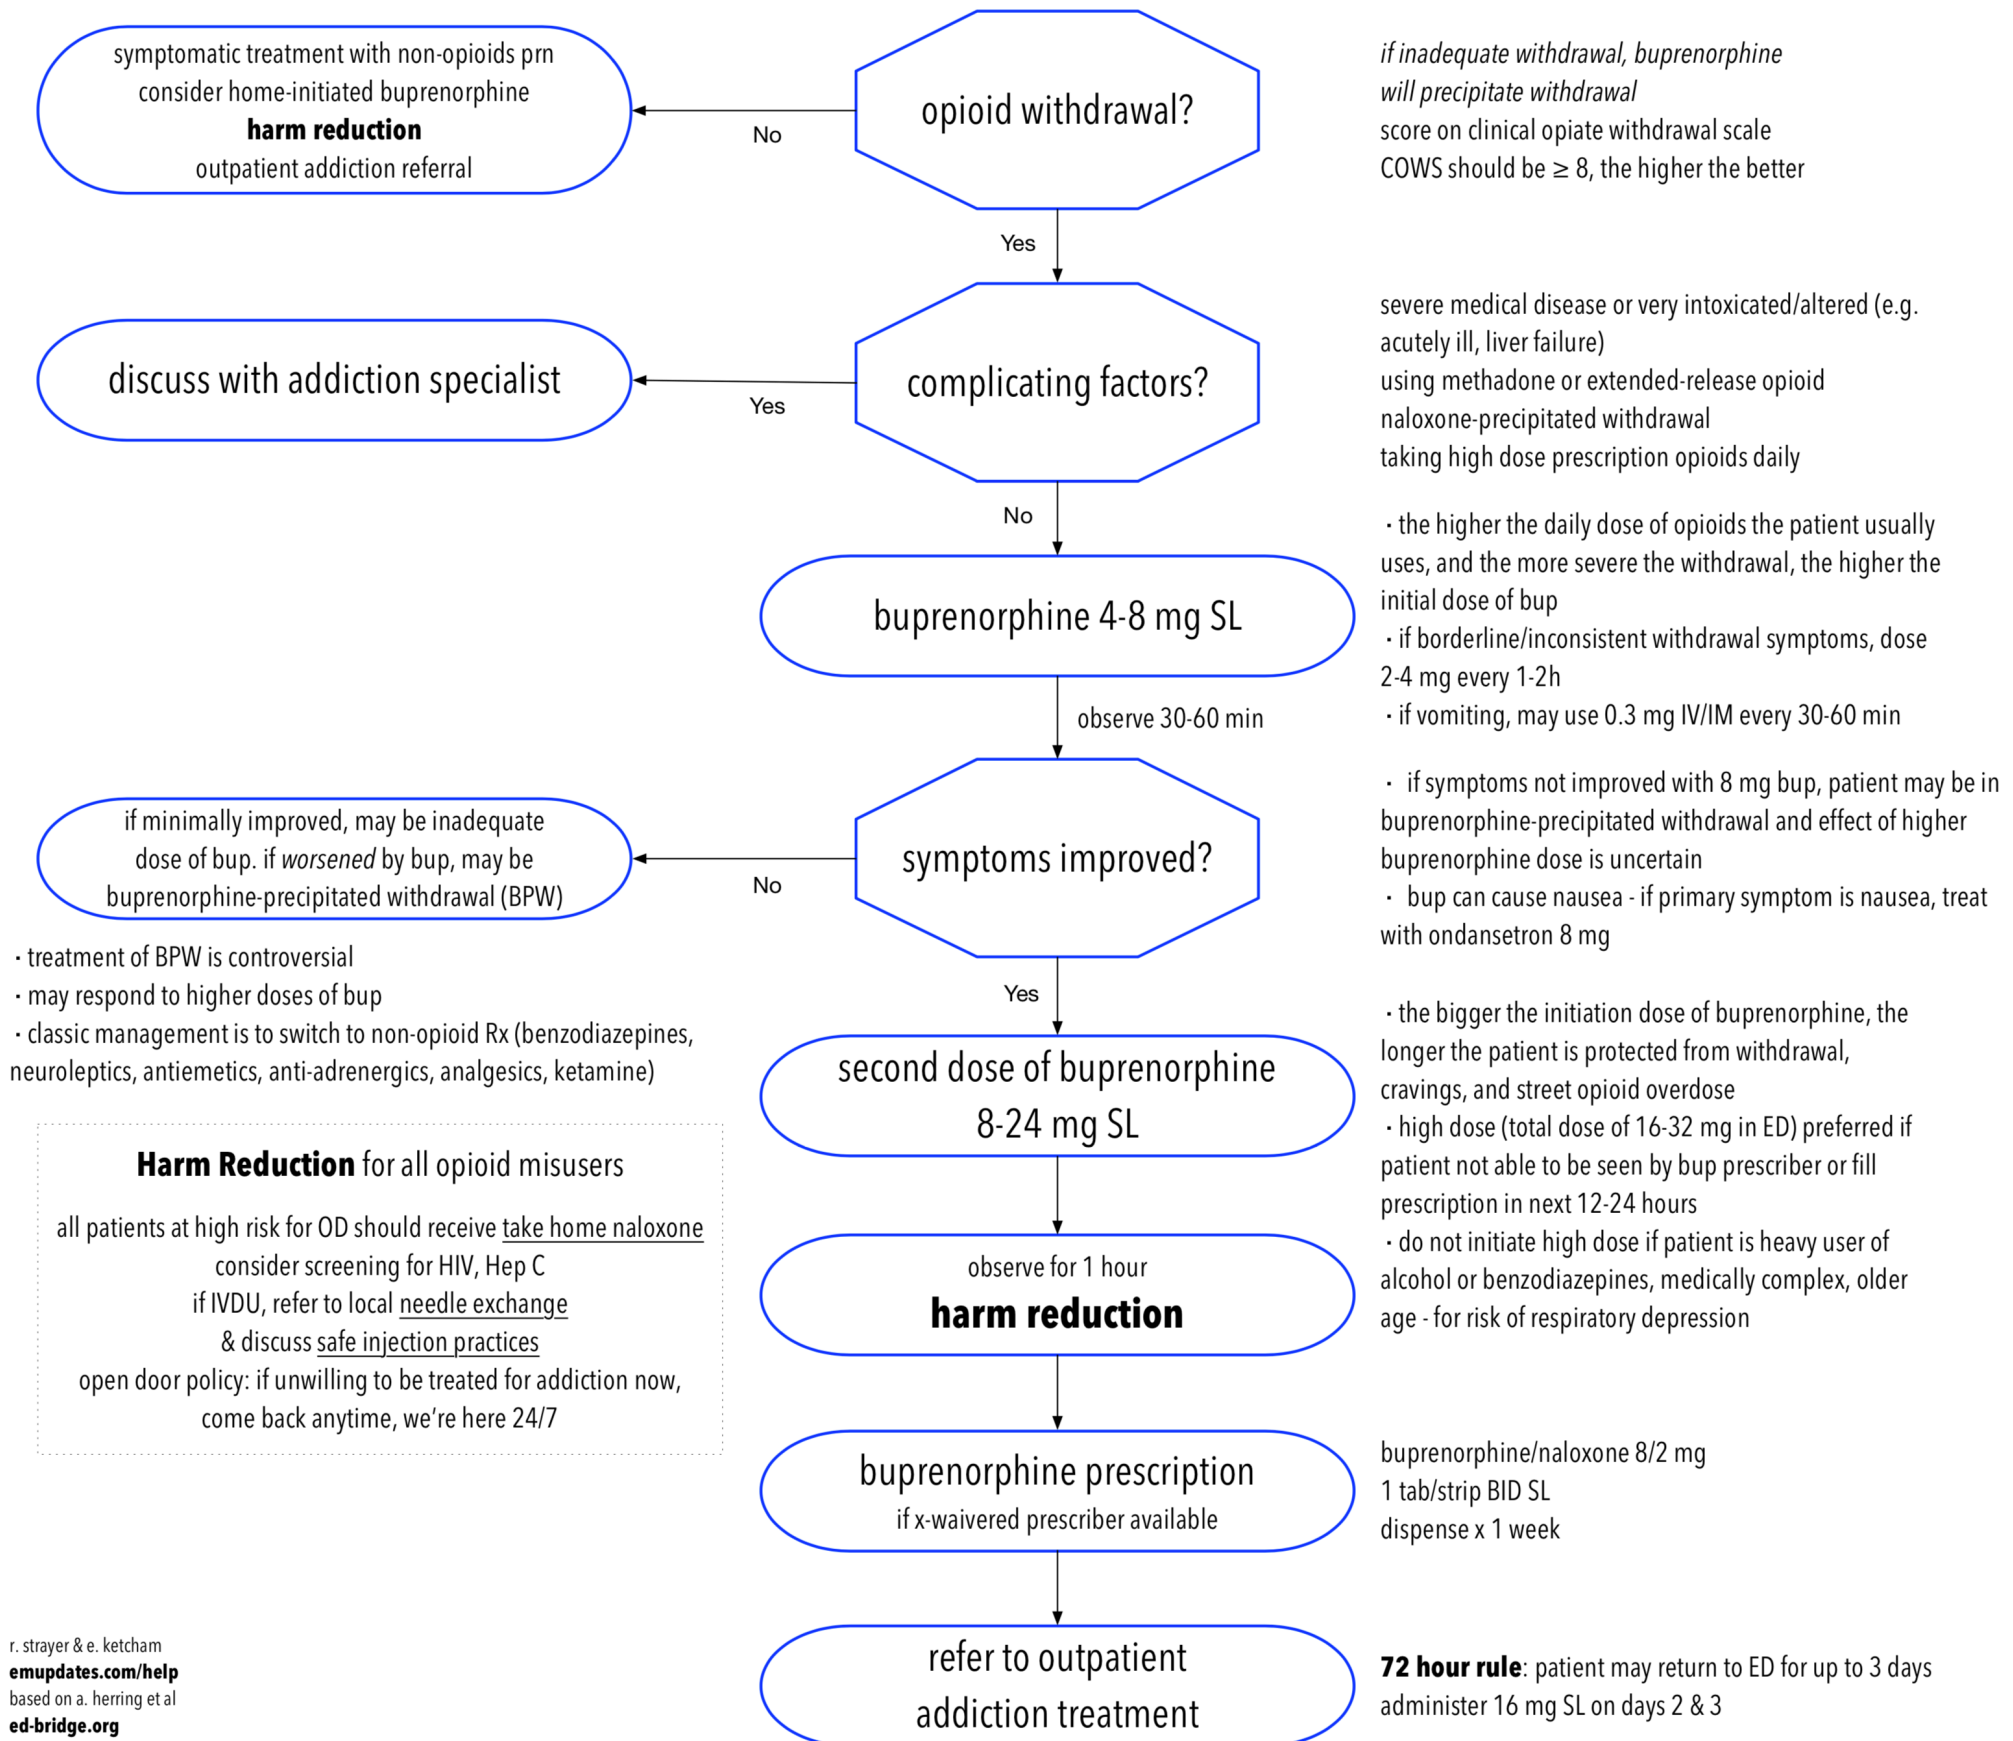 symptomatic treatment with non-opioids prn
consider home-initiated buprenorphine
harm reduction
outpatient addiction referral
No
opioid withdrawal?
if inadequate withdrawal, buprenorphine
will precipitate withdrawal
score on clinical opiate withdrawal scale
COWS should be ≥ 8, the higher the better
Yes
discuss with addiction specialist
Yes
complicating factors?
severe medical disease or very intoxicated/altered (e.g.
acutely ill, liver failure)
using methadone or extended-release opioid
naloxone-precipitated withdrawal
taking high dose prescription opioids daily
No
buprenorphine 4-8 mg SL
· the higher the daily dose of opioids the patient usually
uses, and the more severe the withdrawal, the higher the
initial dose of bup
· if borderline/inconsistent withdrawal symptoms, dose
2-4 mg every 1-2h
· if vomiting, may use 0.3 mg IV/IM every 30-60 min
observe 30-60 min
if minimally improved, may be inadequate
dose of bup. if worsened by bup, may be
buprenorphine-precipitated withdrawal (BPW)
No
symptoms improved?
· if symptoms not improved with 8 mg bup, patient may be in
buprenorphine-precipitated withdrawal and effect of higher
buprenorphine dose is uncertain
· bup can cause nausea - if primary symptom is nausea, treat
with ondansetron 8 mg
· treatment of BPW is controversial
· may respond to higher doses of bup
· classic management is to switch to non-opioid Rx (benzodiazepines,
neuroleptics, antiemetics, anti-adrenergics, analgesics, ketamine)
Yes
second dose of buprenorphine
8-24 mg SL
· the bigger the initiation dose of buprenorphine, the
longer the patient is protected from withdrawal,
cravings, and street opioid overdose
· high dose (total dose of 16-32 mg in ED) preferred if
patient not able to be seen by bup prescriber or fill
prescription in next 12-24 hours
· do not initiate high dose if patient is heavy user of
alcohol or benzodiazepines, medically complex, older
age - for risk of respiratory depression
Harm Reduction for all opioid misusers
all patients at high risk for OD should receive take home naloxone
consider screening for HIV, Hep C
if IVDU, refer to local needle exchange
& discuss safe injection practices
open door policy: if unwilling to be treated for addiction now,
come back anytime, we're here 24/7
observe for 1 hour
harm reduction
buprenorphine prescription
if x-waivered prescriber available
buprenorphine/naloxone 8/2 mg
1 tab/strip BID SL
dispense x 1 week
refer to outpatient
addiction treatment
72 hour rule: patient may return to ED for up to 3 days
administer 16 mg SL on days 2 & 3
r. strayer & e. ketcham
emupdates.com/help
based on a. herring et al
ed-bridge.org